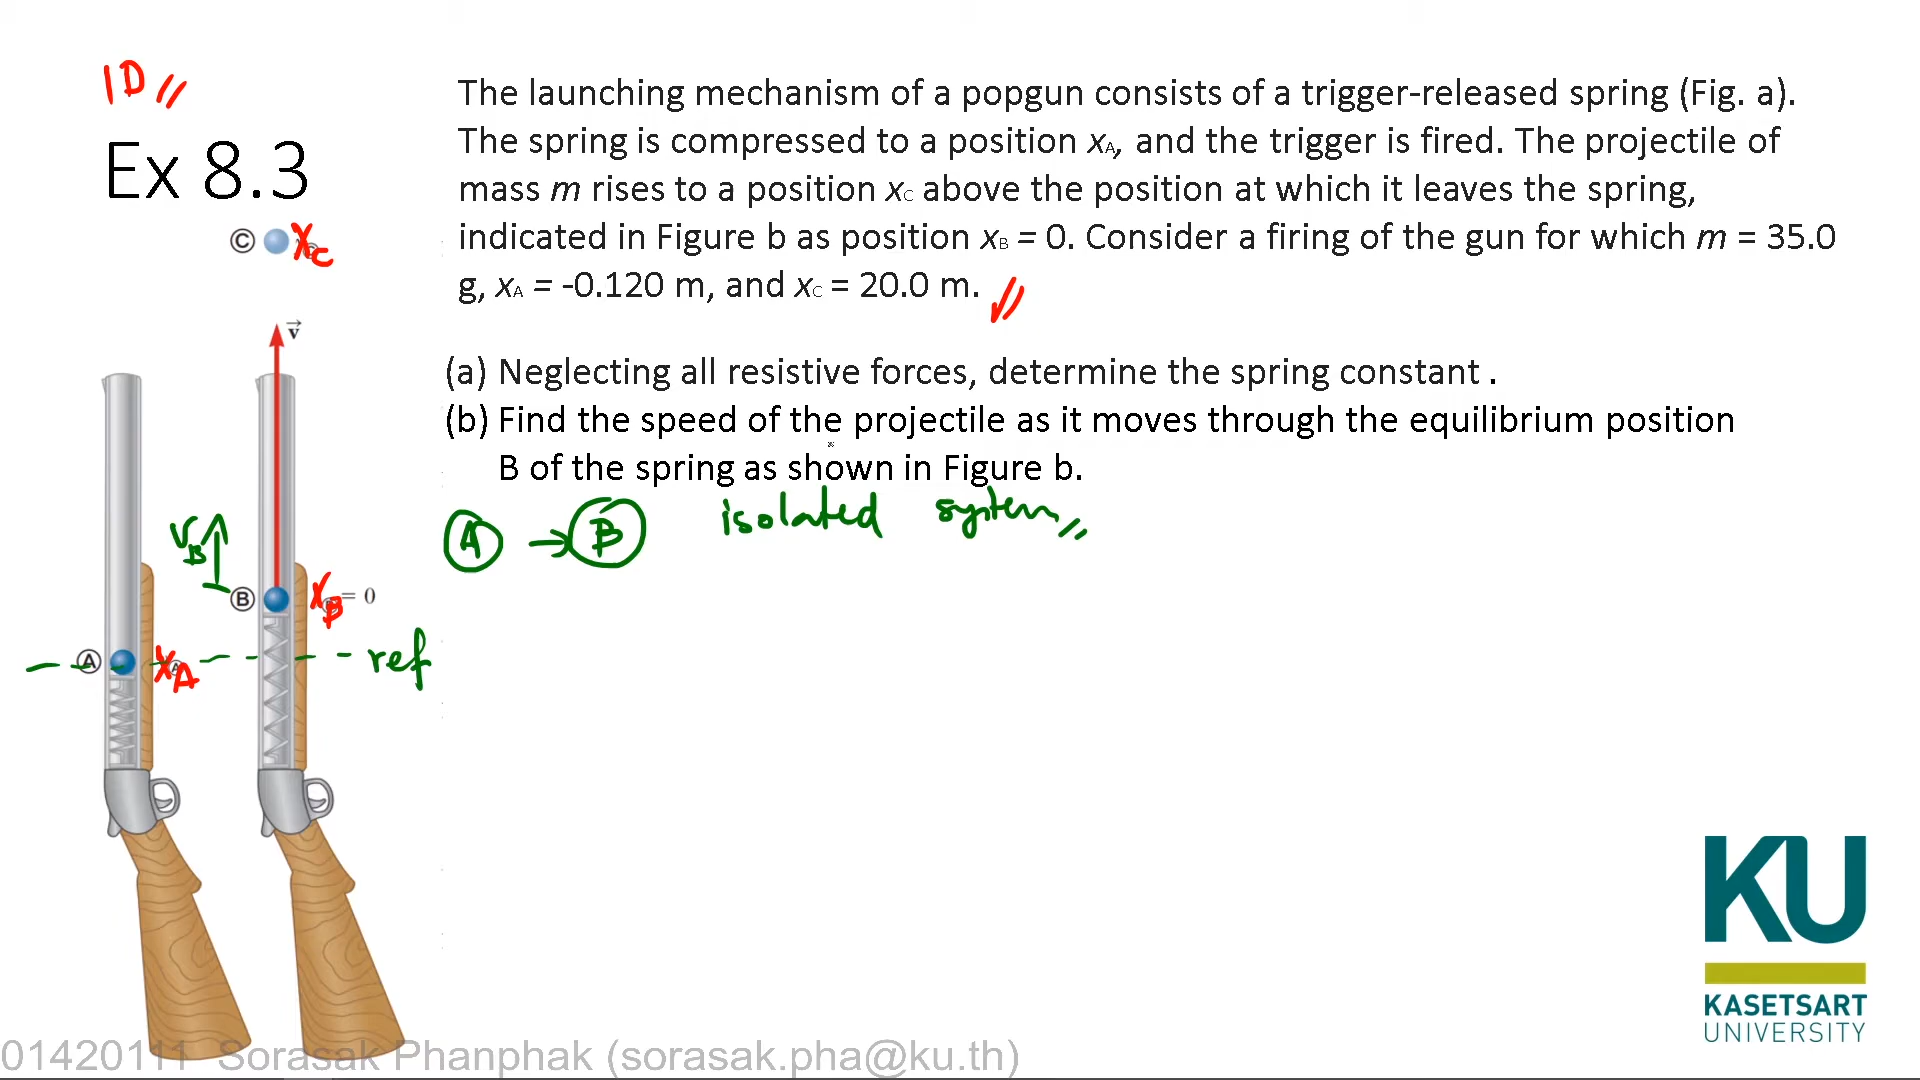 1D
Ex 8.3
The launching mechanism of a popgun consists of a trigger-released spring (Fig. a).
The spring is compressed to a position xA, and the trigger is fired. The projectile of
mass m rises to a position xC above the position at which it leaves the spring,
indicated in Figure b as position xB = 0. Consider a firing of the gun for which m = 35.0
g, xA = -0.120 m, and xC = 20.0 m.
(a) Neglecting all resistive forces, determine the spring constant .
(b) Find the speed of the projectile as it moves through the equilibrium position
B of the spring as shown in Figure b.
A → B isolated system
C xC
v
vB
B xB = 0
A xA ref
KU
KASETSART
UNIVERSITY
01420111 Sorasak Phanphak (sorasak.pha@ku.th)